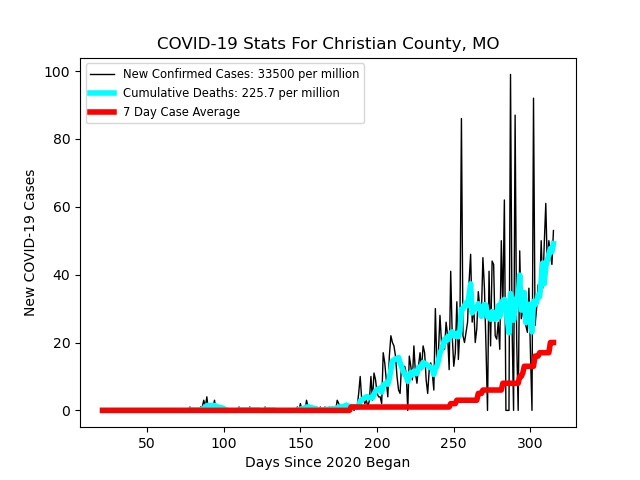 COVID-19 Stats For Christian County, MO
New Confirmed Cases: 33500 per million
Cumulative Deaths: 225.7 per million
7 Day Case Average
100
80
60
40
20
0
New COVID-19 Cases
50 100 150 200 250 300
Days Since 2020 Began